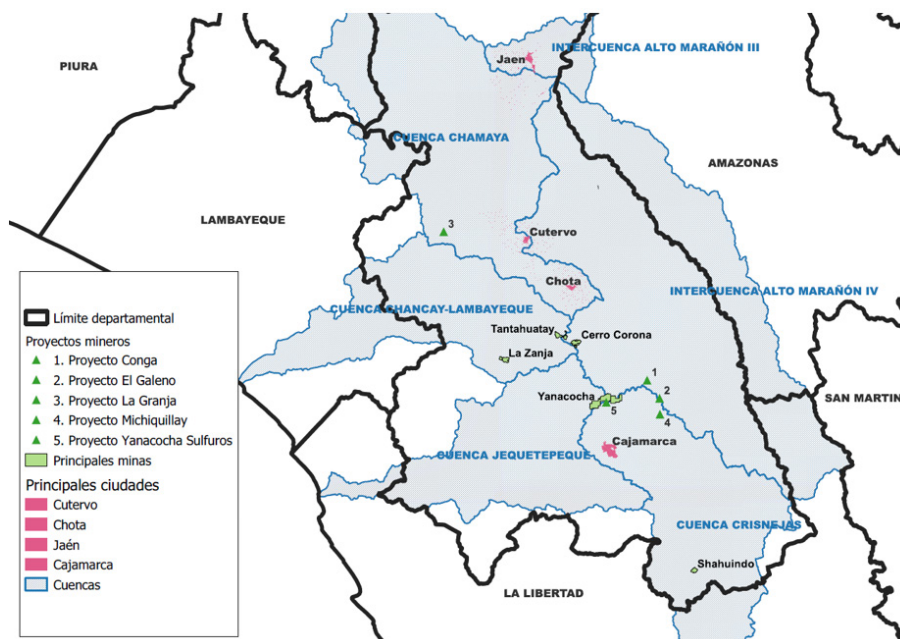 INTERCUENCA ALTO MARAÑÓN III
Jaen
PIURA
CUENCA CHAMAYA
AMAZONAS
LAMBAYEQUE
3
Cutervo
Chota
INTERCUENCA ALTO MARAÑÓN IV
CUENCA CHANCAY-LAMBAYEQUE
Tantahuatay
Cerro Corona
La Zanja
1
2
Yanacocha
5
4
SAN MARTIN
Cajamarca
CUENCA JEQUETEPEQUE
CUENCA CRISNEJAS
Shahuindo
LA LIBERTAD
Límite departamental
Proyectos mineros
1. Proyecto Conga
2. Proyecto El Galeno
3. Proyecto La Granja
4. Proyecto Michiquillay
5. Proyecto Yanacocha Sulfuros
Principales minas
Principales ciudades
Cutervo
Chota
Jaén
Cajamarca
Cuencas